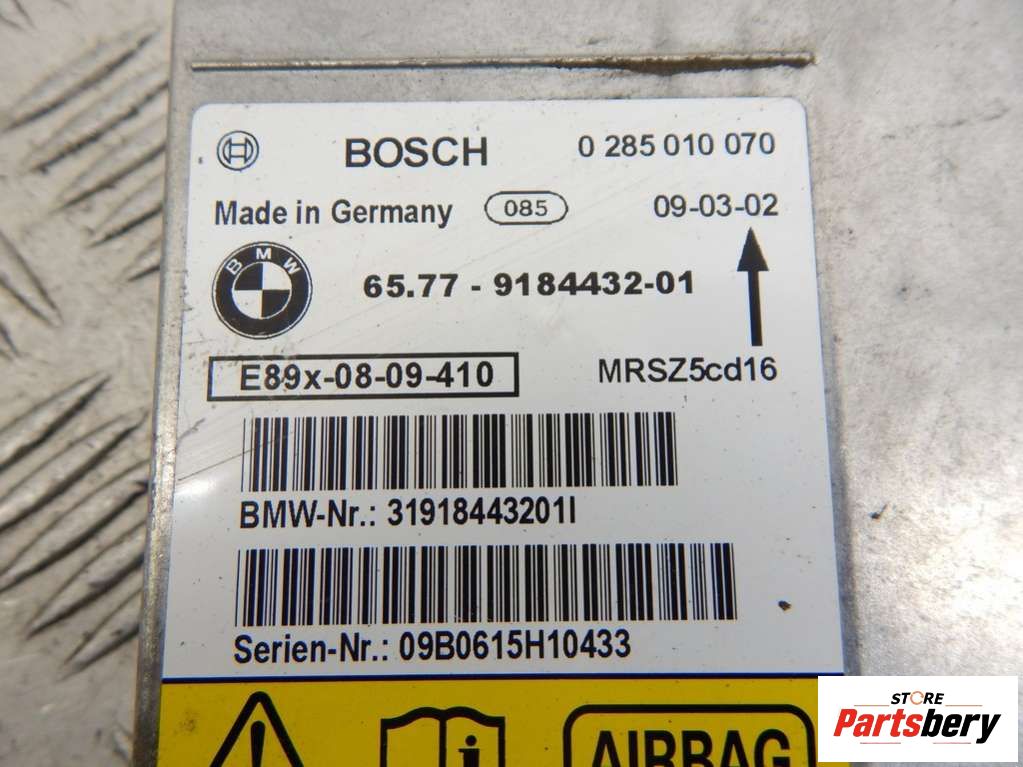 BOSCH 0 285 010 070
Made in Germany 085 09-03-02
BMW
65.77 - 9184432-01
E89x-08-09-410 MRSZ5cd16
BMW-Nr.: 31918443201I
Serien-Nr.: 09B0615H10433
i AIRBAG
STORE
Partsbery